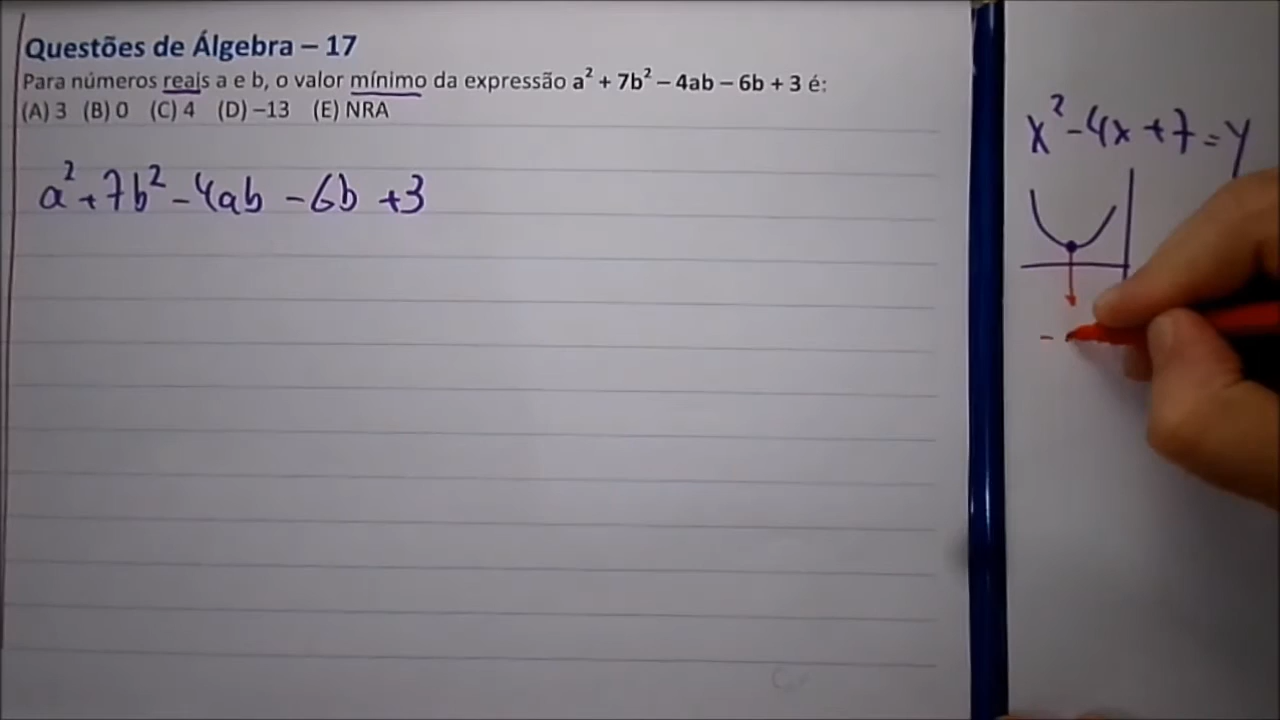 Questões de Álgebra – 17
Para números reais a e b, o valor mínimo da expressão a² + 7b² – 4ab – 6b + 3 é:
(A) 3 (B) 0 (C) 4 (D) –13 (E) NRA
a² + 7b² - 4ab - 6b + 3
x² - 4x + 7 = y
-